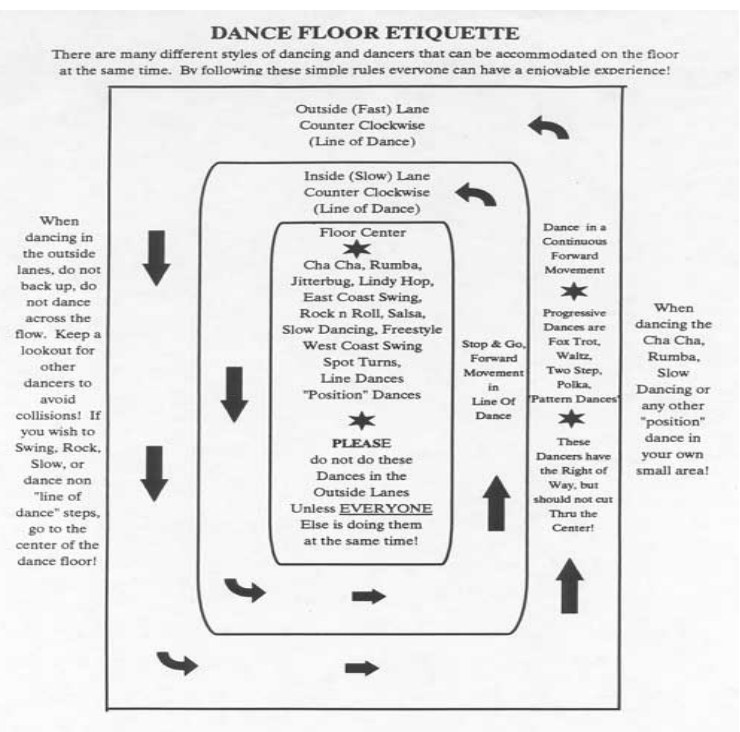 DANCE FLOOR ETIQUETTE
There are many different styles of dancing and dancers that can be accommodated on the floor
at the same time. By following these simple rules everyone can have a enjoyable experience!
Outside (Fast) Lane
Counter Clockwise
(Line of Dance)
Inside (Slow) Lane
Counter Clockwise
(Line of Dance)
When
dancing in
the outside
lanes, do not
back up, do
not dance
across the
flow. Keep a
lookout for
other
dancers to
avoid
collisions! If
you wish to
Swing, Rock,
Slow, or
dance non
"line of
dance" steps,
go to the
center of the
dance floor!
Floor Center
Cha Cha, Rumba,
Jitterbug, Lindy Hop,
East Coast Swing,
Rock n Roll, Salsa,
Slow Dancing, Freestyle
West Coast Swing
Spot Turns,
Line Dances
"Position" Dances
PLEASE
do not do these
Dances in the
Outside Lanes
Unless EVERYONE
Else is doing them
at the same time!
Stop & Go,
Forward
Movement
in
Line Of
Dance
Dance in a
Continuous
Forward
Movement
Progressive
Dances are
Fox Trot,
Waltz,
Two Step,
Polka,
"Pattern Dances"
These
Dancers have
the Right of
Way, but
should not cut
Thru the
Center!
When
dancing the
Cha Cha,
Rumba,
Slow
Dancing or
any other
"position"
dance in
your own
small area!